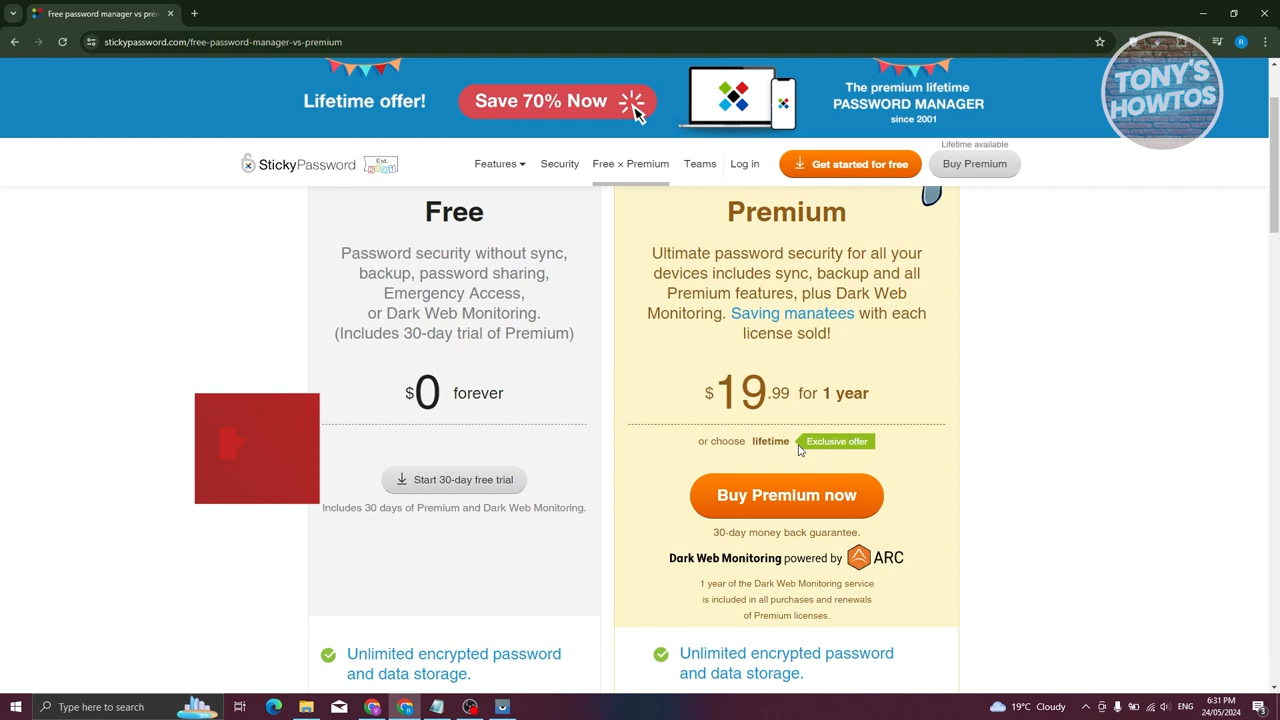 Free password manager vs pre
stickypassword.com/free-password-manager-vs-premium
R
TONY'S
HOWTOS
Lifetime offer!
Save 70% Now
The premium lifetime
PASSWORD MANAGER
since 2001
StickyPassword
Est.
2001
Features
Security
Free × Premium
Teams
Log in
Get started for free
Lifetime available
Buy Premium
Free
Password security without sync,
backup, password sharing,
Emergency Access,
or Dark Web Monitoring.
(Includes 30-day trial of Premium)
$0 forever
Start 30-day free trial
Includes 30 days of Premium and Dark Web Monitoring.
Unlimited encrypted password
and data storage.
Premium
Ultimate password security for all your
devices includes sync, backup and all
Premium features, plus Dark Web
Monitoring. Saving manatees with each
license sold!
$19.99 for 1 year
or choose lifetime Exclusive offer
Buy Premium now
30-day money back guarantee.
Dark Web Monitoring powered by ARC
1 year of the Dark Web Monitoring service
is included in all purchases and renewals
of Premium licenses.
Unlimited encrypted password
and data storage.
Type here to search
19°C Cloudy
6:31 PM
24/05/2024